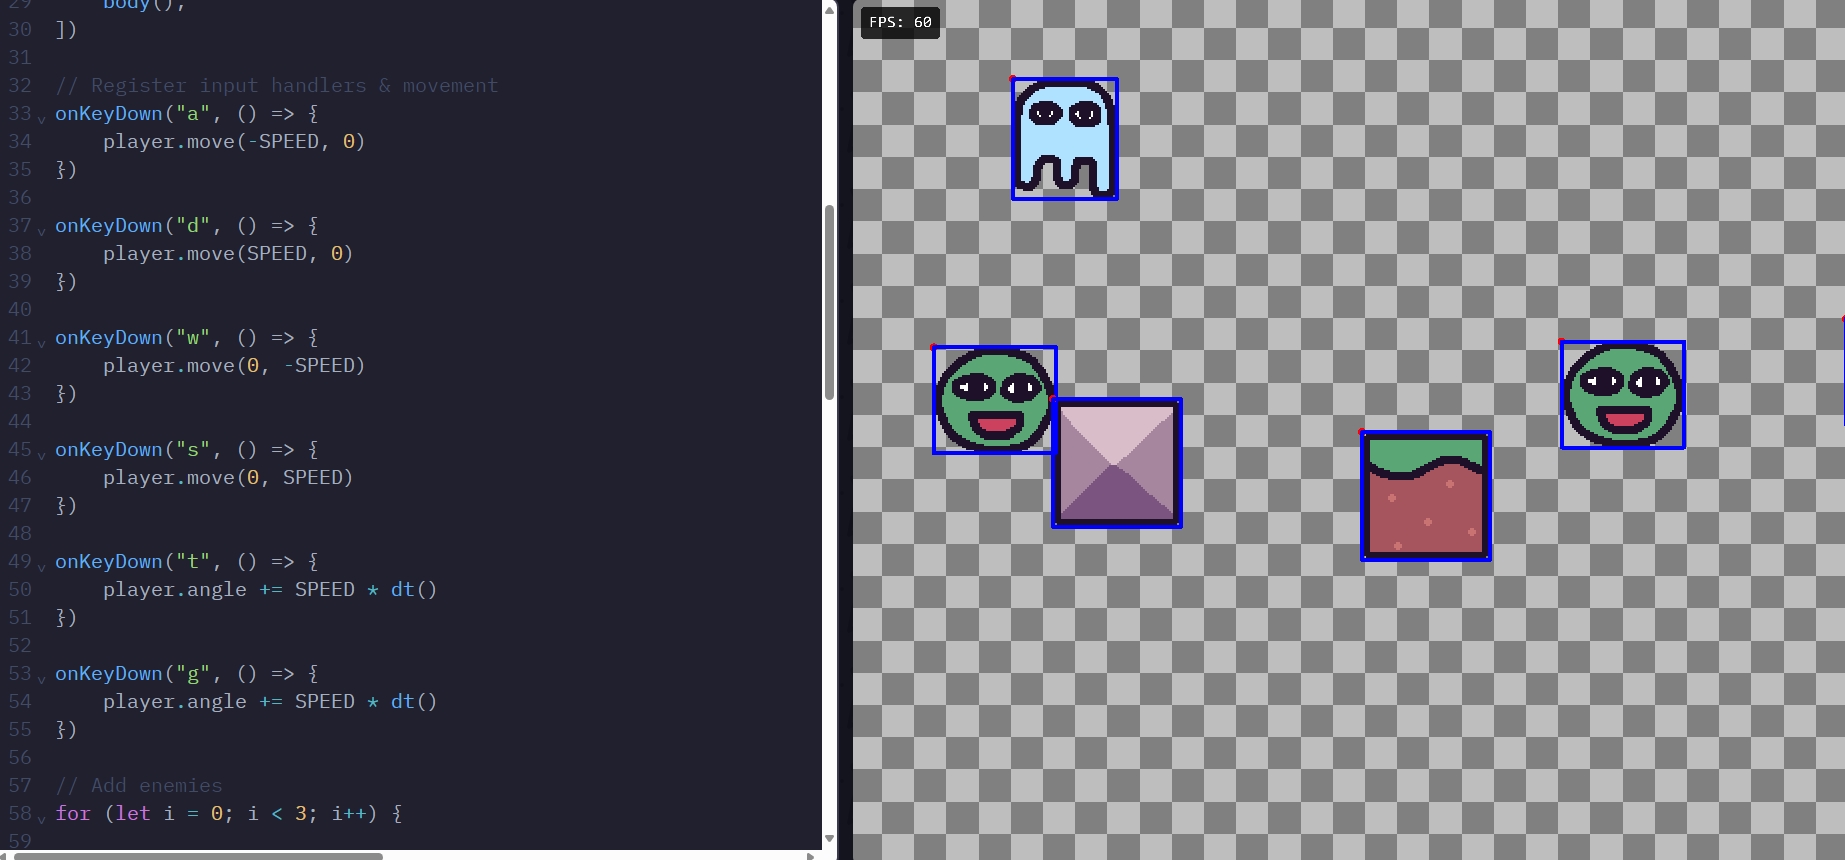 29 body(),
30 ])
31
32 // Register input handlers & movement
33 onKeyDown("a", () => {
34 player.move(-SPEED, 0)
35 })
36
37 onKeyDown("d", () => {
38 player.move(SPEED, 0)
39 })
40
41 onKeyDown("w", () => {
42 player.move(0, -SPEED)
43 })
44
45 onKeyDown("s", () => {
46 player.move(0, SPEED)
47 })
48
49 onKeyDown("t", () => {
50 player.angle += SPEED * dt()
51 })
52
53 onKeyDown("g", () => {
54 player.angle += SPEED * dt()
55 })
56
57 // Add enemies
58 for (let i = 0; i < 3; i++) {
59
FPS: 60